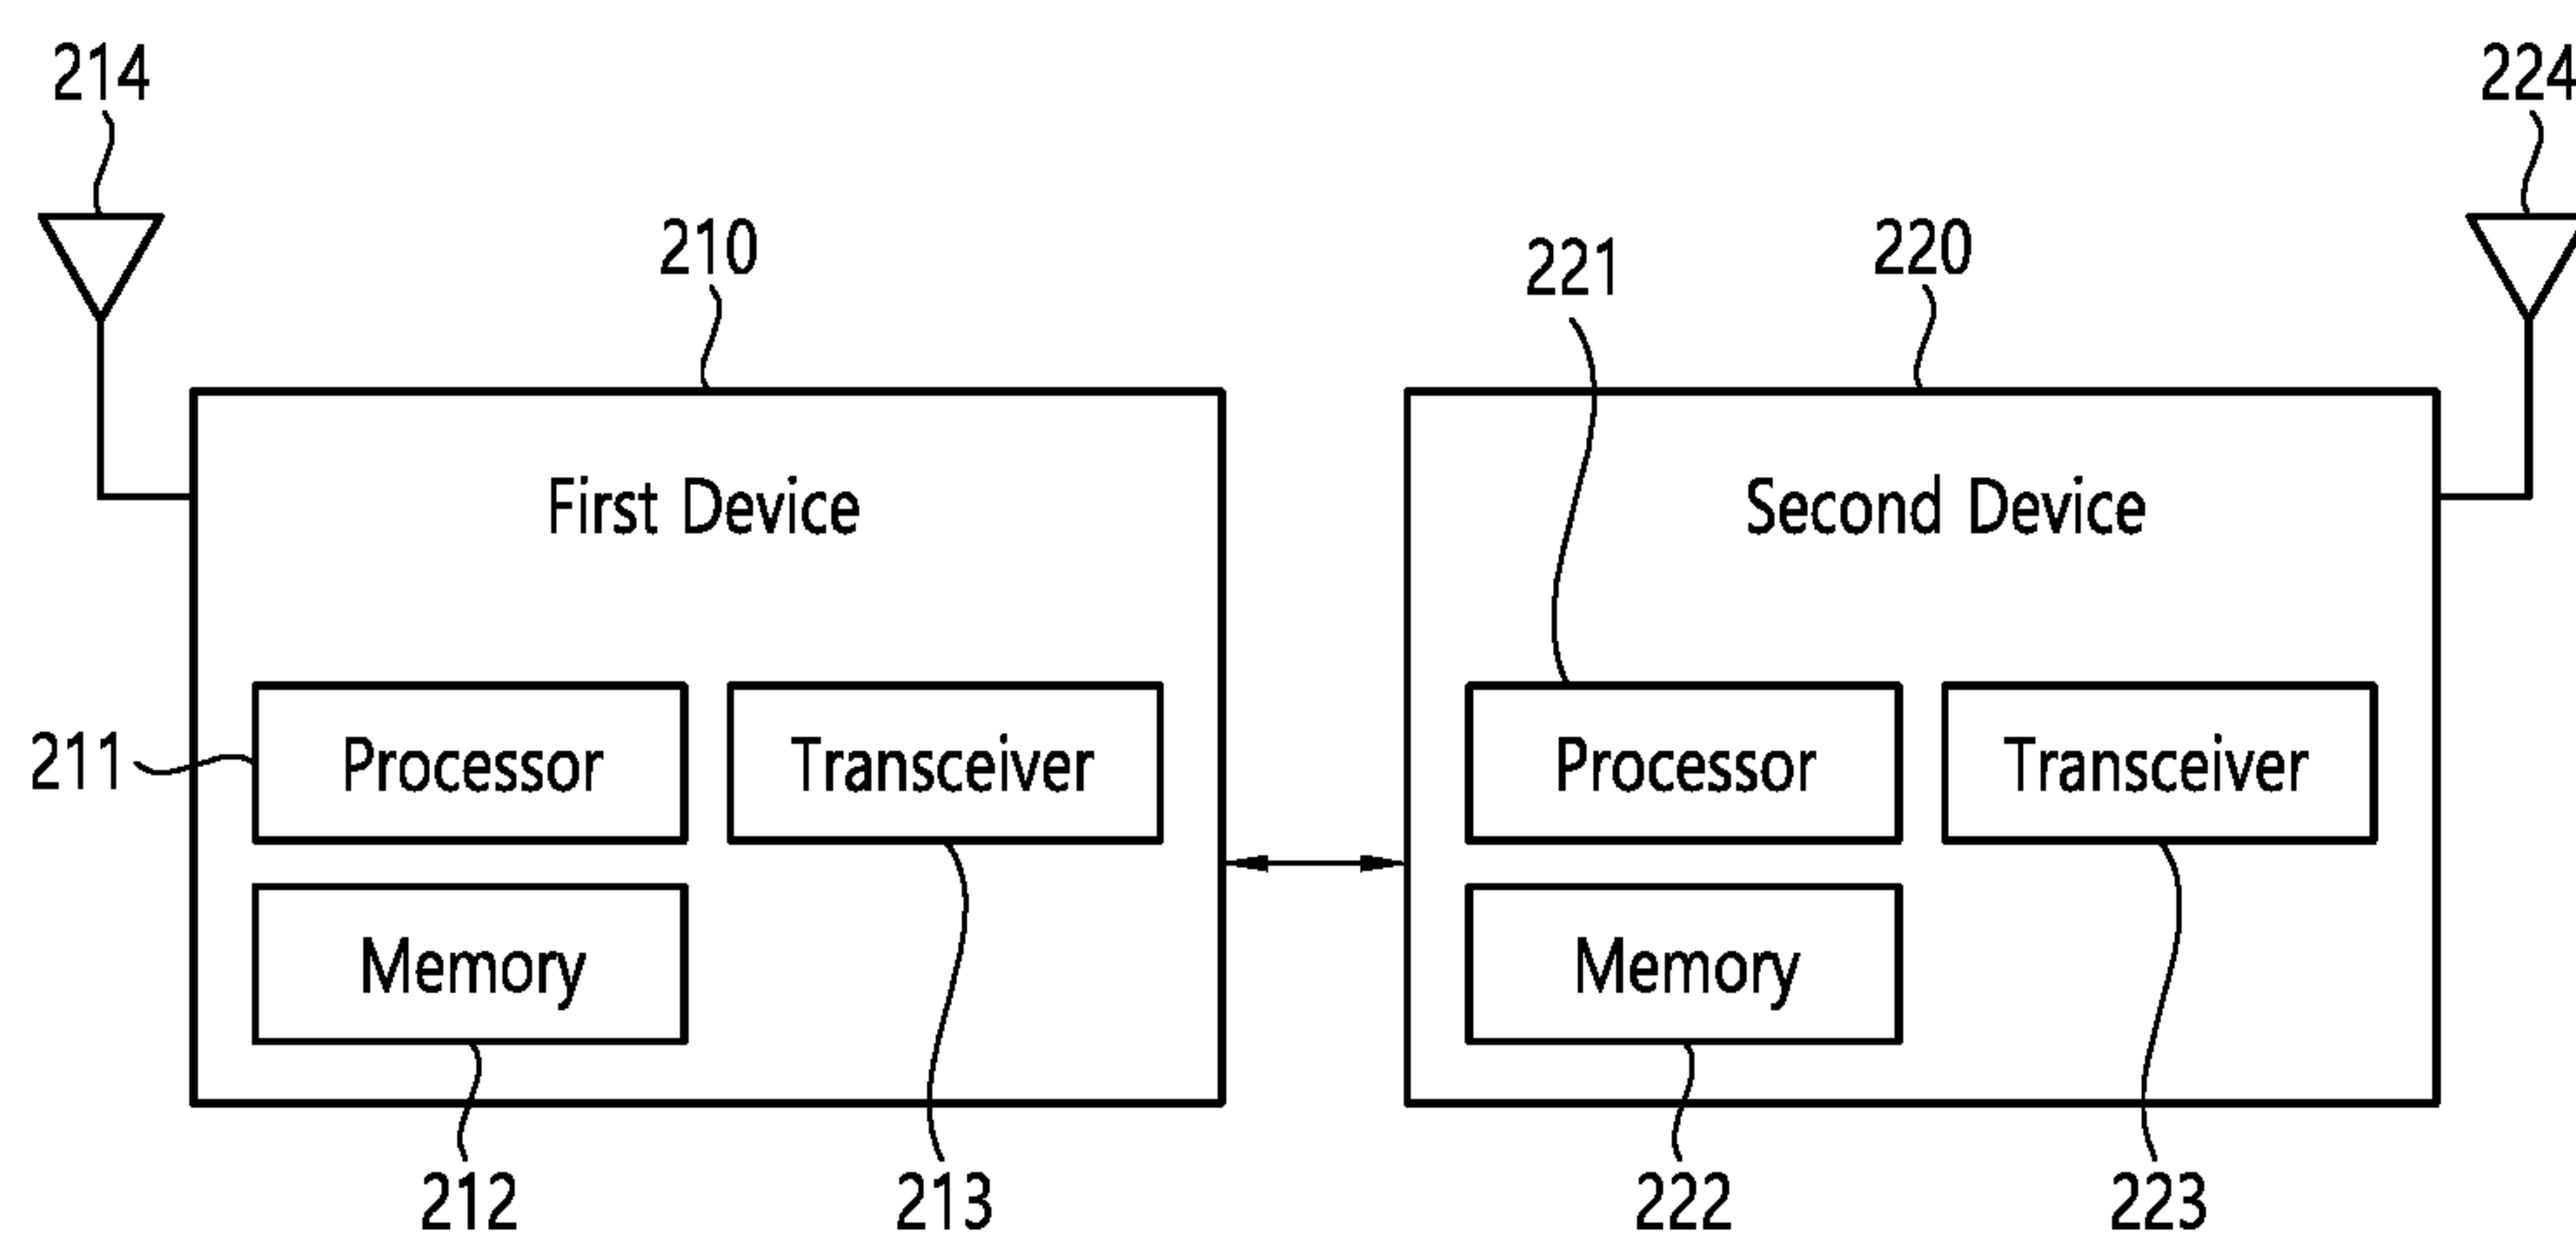 214
224
210
221
220
First Device
Second Device
211
Processor
Transceiver
Processor
Transceiver
Memory
Memory
212
213
222
223